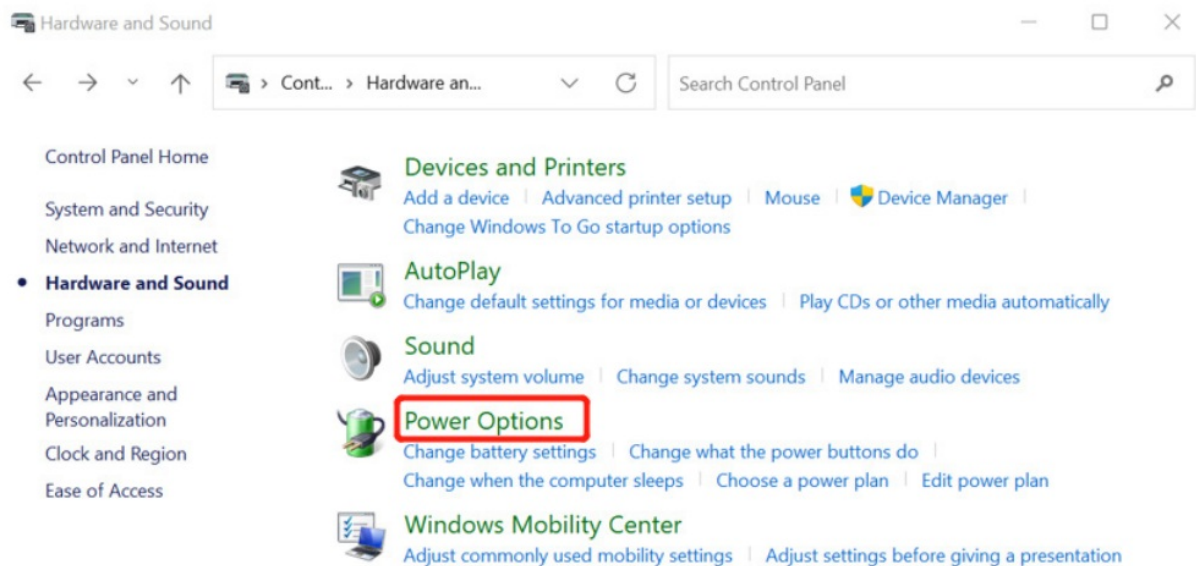 Hardware and Sound
Cont... > Hardware an...
Search Control Panel
Control Panel Home
System and Security
Network and Internet
Hardware and Sound
Programs
User Accounts
Appearance and
Personalization
Clock and Region
Ease of Access
Devices and Printers
Add a device | Advanced printer setup | Mouse | Device Manager |
Change Windows To Go startup options
AutoPlay
Change default settings for media or devices | Play CDs or other media automatically
Sound
Adjust system volume | Change system sounds | Manage audio devices
Power Options
Change battery settings | Change what the power buttons do |
Change when the computer sleeps | Choose a power plan | Edit power plan
Windows Mobility Center
Adjust commonly used mobility settings | Adjust settings before giving a presentation